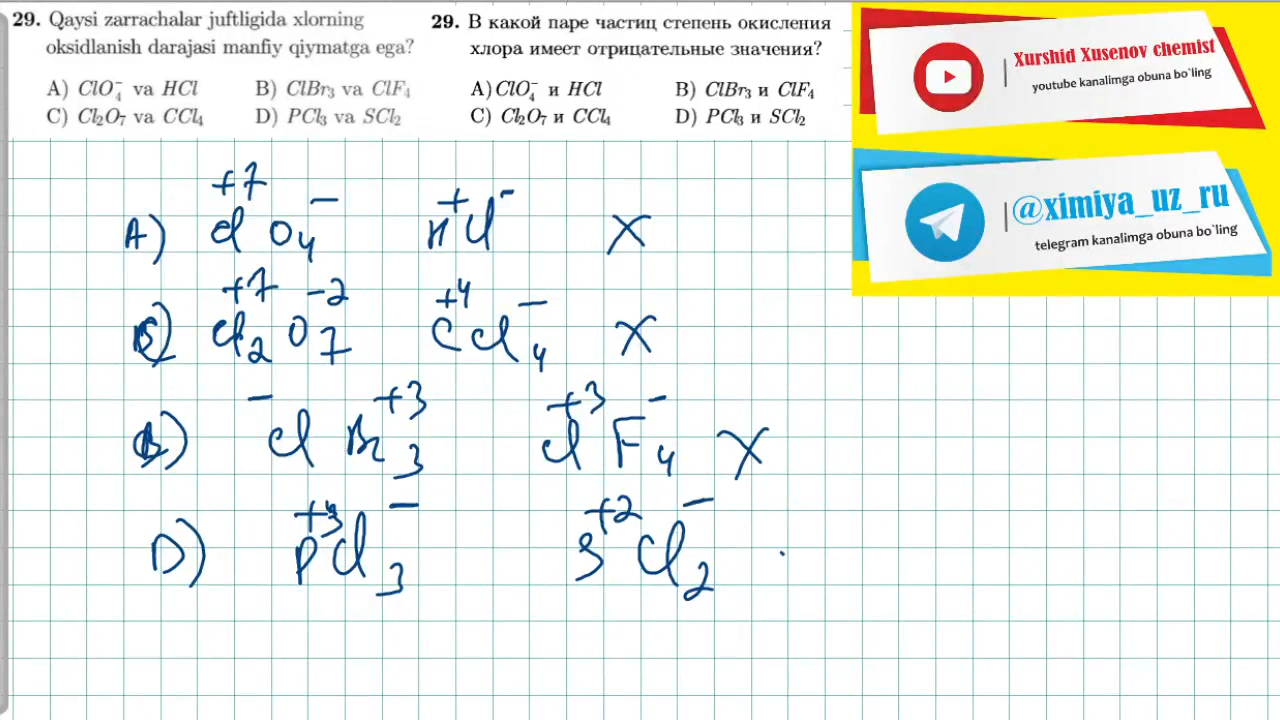 29. Qaysi zarrachalar juftligida xlorning
oksidlanish darajasi manfiy qiymatga ega?
A) ClO₄⁻ va HCl B) ClBr₃ va ClF₄
C) Cl₂O₇ va CCl₄ D) PCl₃ va SCl₂
29. В какой паре частиц степень окисления
хлора имеет отрицательные значения?
A) ClO₄⁻ и HCl B) ClBr₃ и ClF₄
C) Cl₂O₇ и CCl₄ D) PCl₃ и SCl₂
Xurshid Xusenov chemist
youtube kanalimga obuna bo`ling
@ximiya_uz_ru
telegram kanalimga obuna bo`ling
+7 − + −
A) Cl O₄ H Cl X
+7 −2 +4 −
Cl₂ O₇ C Cl₄ X
− +3 +3 −
Cl Br₃ Cl F₄ X
+3 − +2 −
D) P Cl₃ S Cl₂